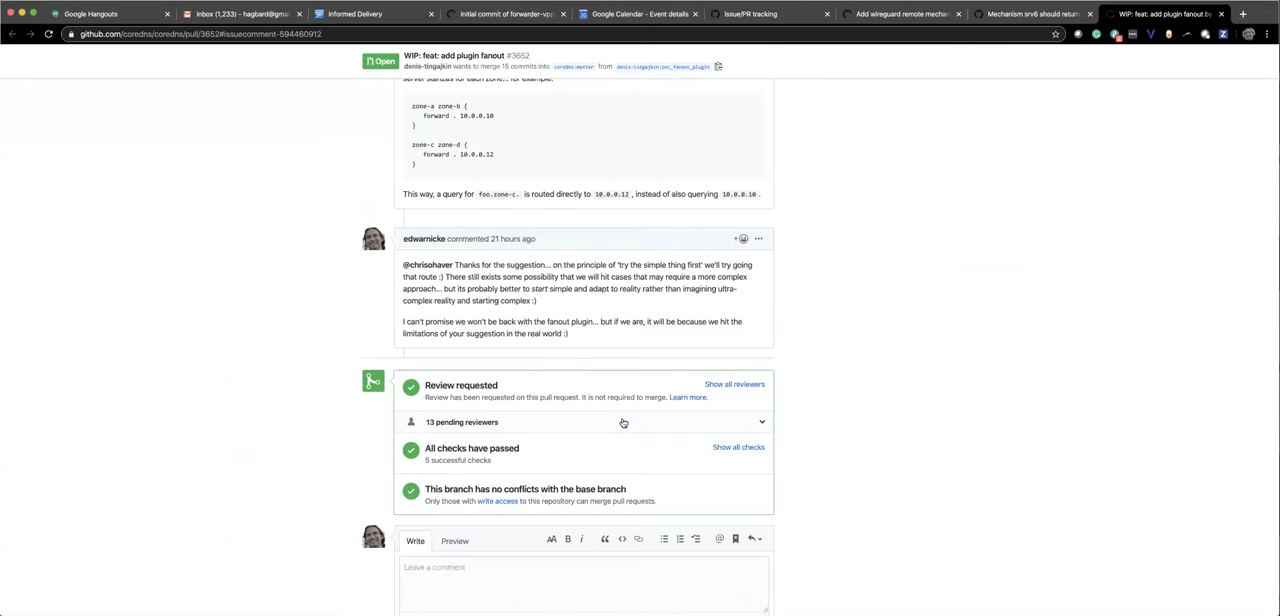 Google Hangouts
Inbox (1,233) - hagbard@gmai
Informed Delivery
Initial commit of forwarder-vpp
Google Calendar - Event details
Issue/PR tracking
Add wireguard remote mechan
Mechanism srv6 should return
WIP: feat: add plugin fanout by
github.com/coredns/coredns/pull/3652#issuecomment-594460912
Open
WIP: feat: add plugin fanout #3652
denis-tingajkin wants to merge 15 commits into coredns:master from denis-tingajkin:poc_fanout_plugin
server stanzas for each zone... for example:
zone-a zone-b {
forward . 10.0.0.10
}
zone-c zone-d {
forward . 10.0.0.12
}
This way, a query for foo.zone-c. is routed directly to 10.0.0.12 , instead of also querying 10.0.0.10 .
edwarnicke commented 21 hours ago
@chrisohaver Thanks for the suggestion... on the principle of 'try the simple thing first' we'll try going
that route :) There still exists some possibility that we will hit cases that may require a more complex
approach... but its probably better to start simple and adapt to reality rather than imagining ultra-
complex reality and starting complex :)
I can't promise we won't be back with the fanout plugin... but if we are, it will be because we hit the
limitations of your suggestion in the real world :)
Review requested
Show all reviewers
Review has been requested on this pull request. It is not required to merge. Learn more.
13 pending reviewers
All checks have passed
Show all checks
5 successful checks
This branch has no conflicts with the base branch
Only those with write access to this repository can merge pull requests.
Write
Preview
AA B i
Leave a comment